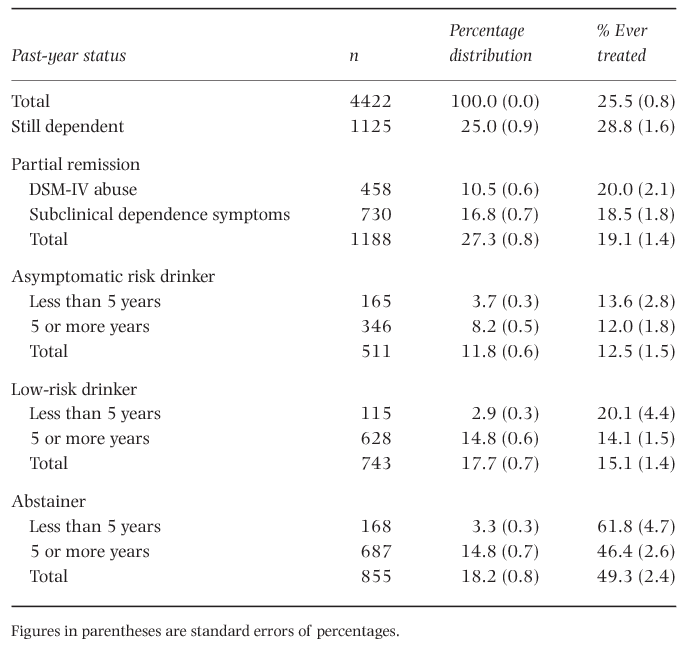 Percentage % Ever
Past-year status n distribution treated
Total 4422 100.0 (0.0) 25.5 (0.8)
Still dependent 1125 25.0 (0.9) 28.8 (1.6)
Partial remission
DSM-IV abuse 458 10.5 (0.6) 20.0 (2.1)
Subclinical dependence symptoms 730 16.8 (0.7) 18.5 (1.8)
Total 1188 27.3 (0.8) 19.1 (1.4)
Asymptomatic risk drinker
Less than 5 years 165 3.7 (0.3) 13.6 (2.8)
5 or more years 346 8.2 (0.5) 12.0 (1.8)
Total 511 11.8 (0.6) 12.5 (1.5)
Low-risk drinker
Less than 5 years 115 2.9 (0.3) 20.1 (4.4)
5 or more years 628 14.8 (0.6) 14.1 (1.5)
Total 743 17.7 (0.7) 15.1 (1.4)
Abstainer
Less than 5 years 168 3.3 (0.3) 61.8 (4.7)
5 or more years 687 14.8 (0.7) 46.4 (2.6)
Total 855 18.2 (0.8) 49.3 (2.4)
Figures in parentheses are standard errors of percentages.